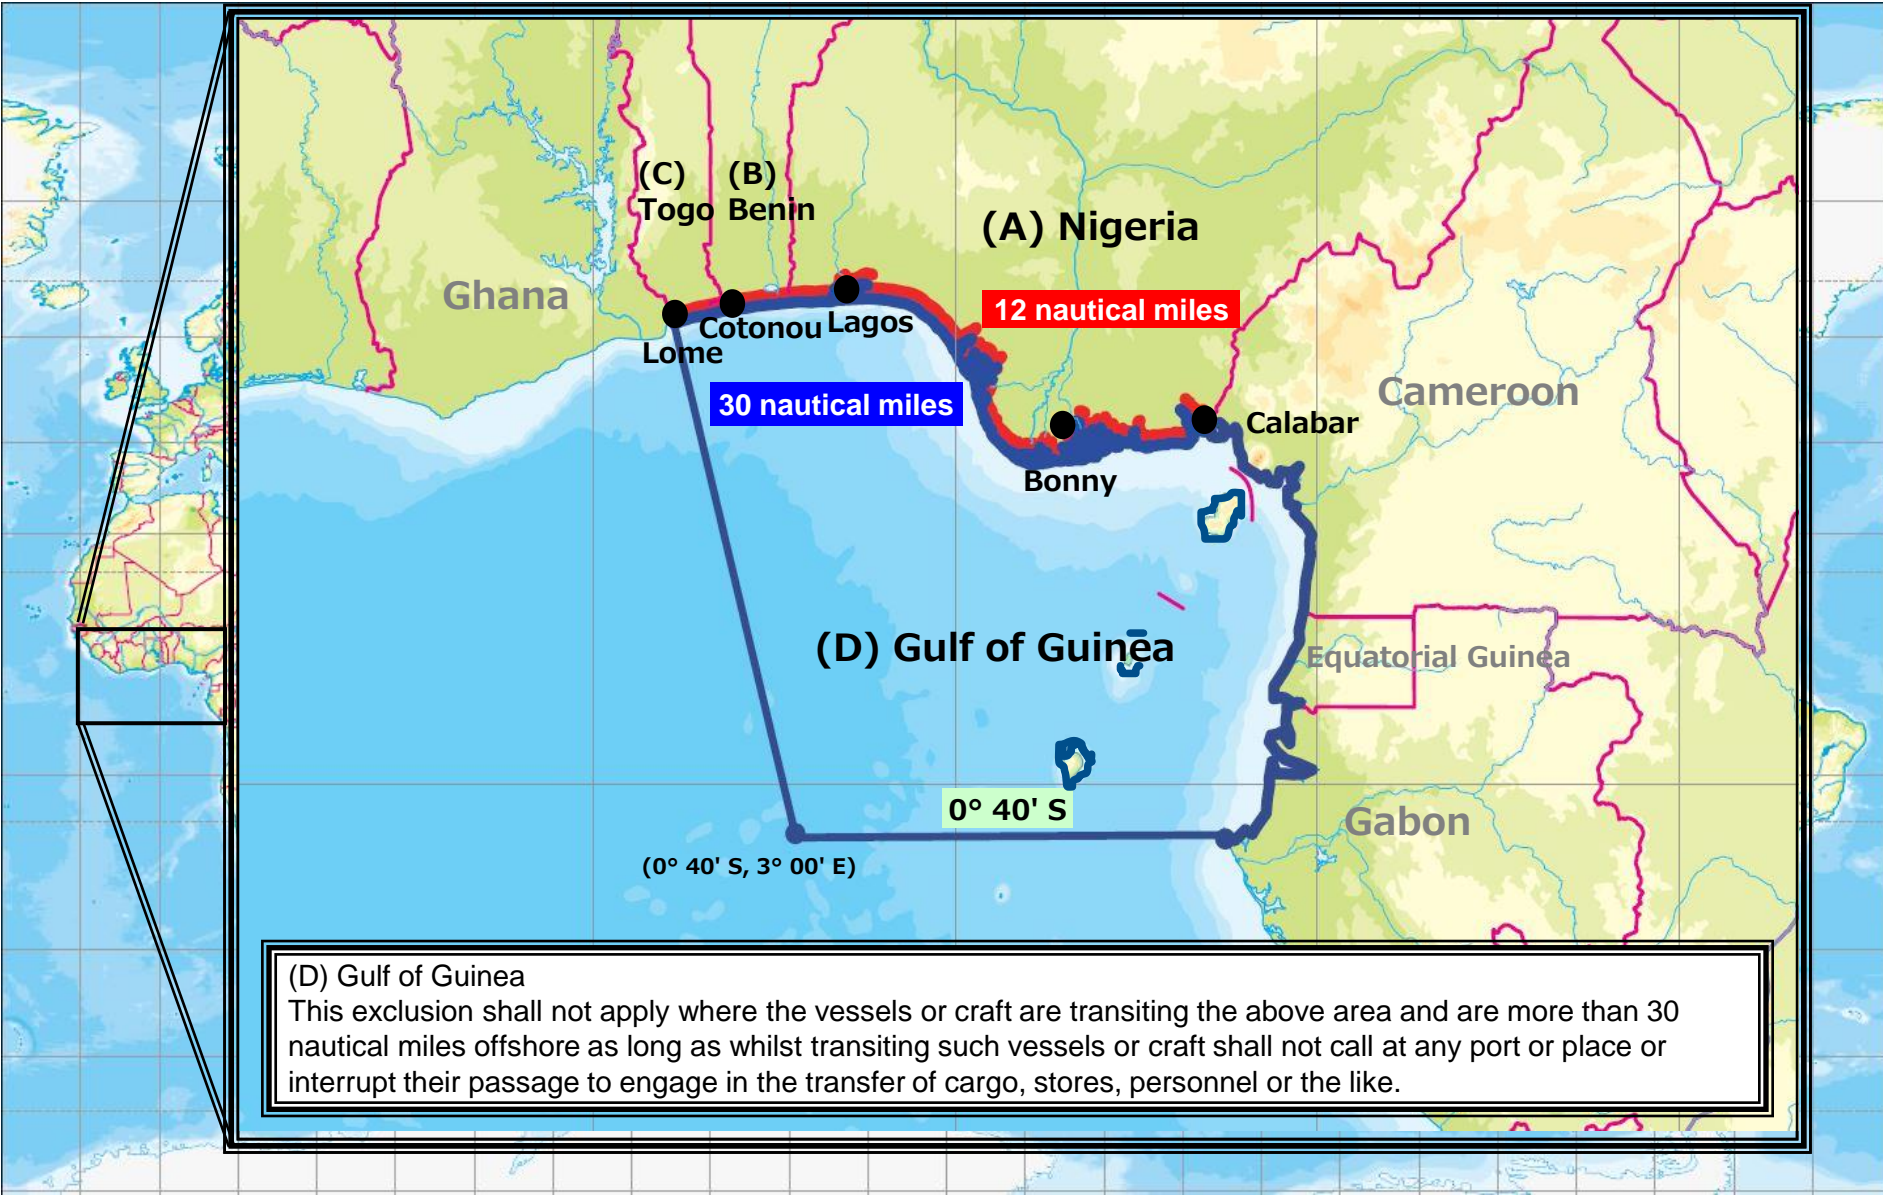 (C)
Togo
(B)
Benin
(A) Nigeria
Ghana
12 nautical miles
Cotonou
Lagos
Lome
30 nautical miles
Cameroon
Calabar
Bonny
(D) Gulf of Guinea
Equatorial Guinea
0° 40' S
Gabon
(0° 40' S, 3° 00' E)
(D) Gulf of Guinea
This exclusion shall not apply where the vessels or craft are transiting the above area and are more than 30
nautical miles offshore as long as whilst transiting such vessels or craft shall not call at any port or place or
interrupt their passage to engage in the transfer of cargo, stores, personnel or the like.